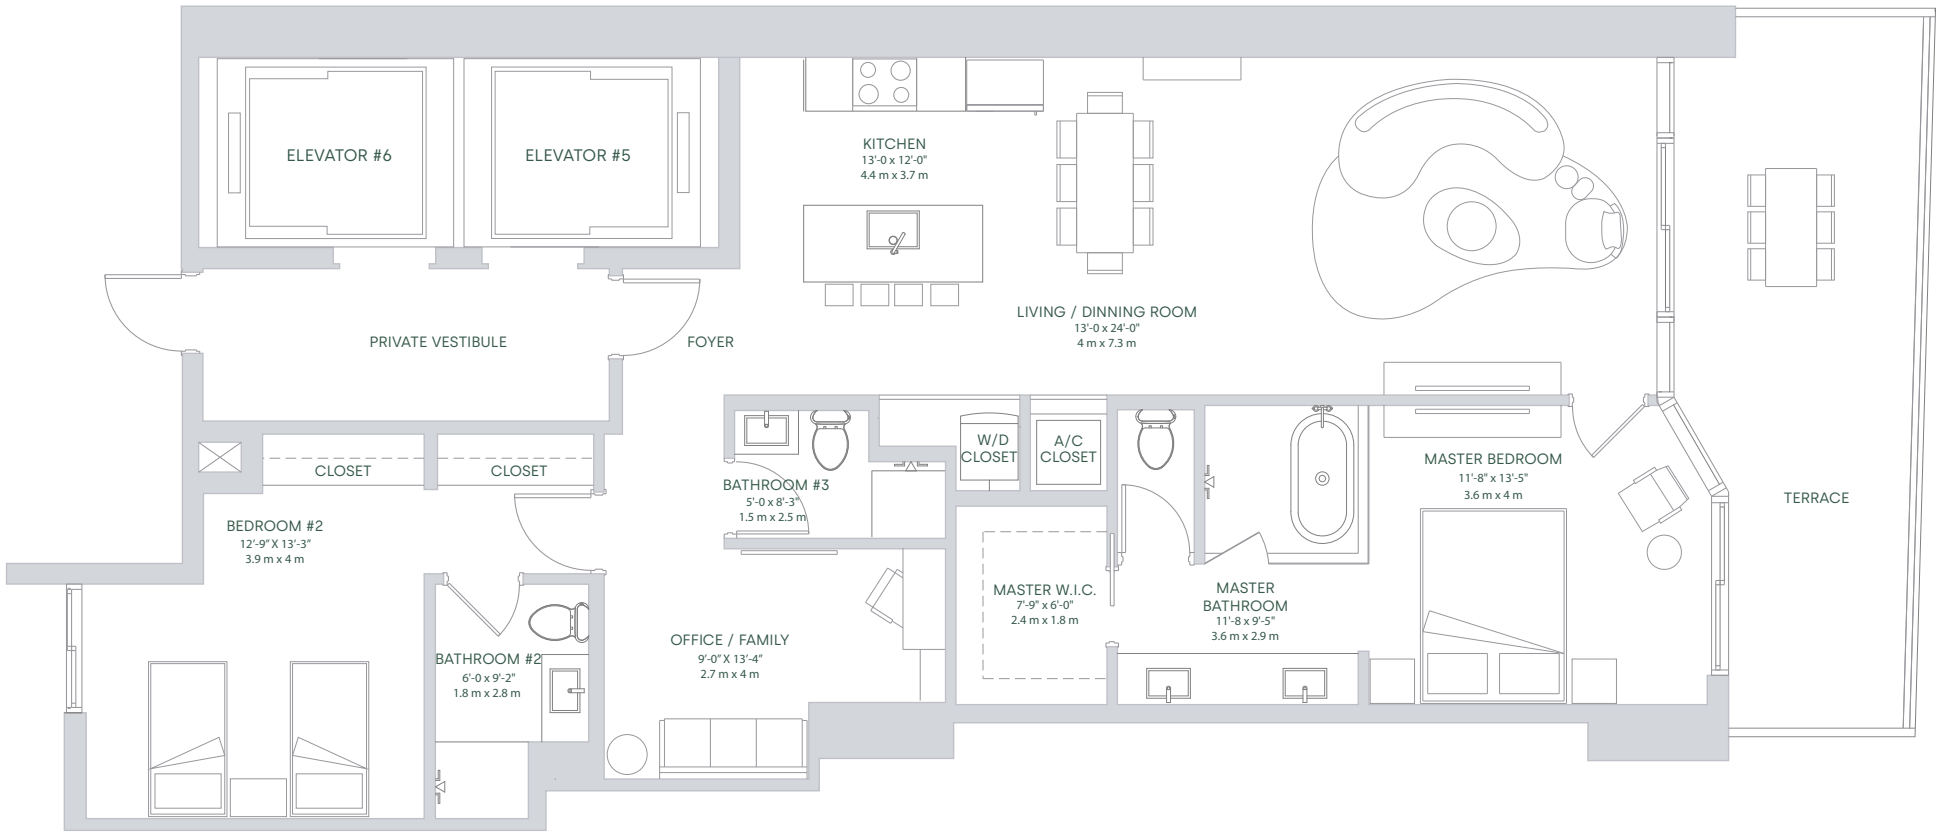 ELEVATOR #6
ELEVATOR #5
KITCHEN
13'-0 x 12'-0"
4.4 m x 3.7 m
LIVING / DINNING ROOM
13'-0 x 24'-0"
4 m x 7.3 m
PRIVATE VESTIBULE
FOYER
CLOSET
CLOSET
W/D
CLOSET
A/C
CLOSET
MASTER BEDROOM
11'-8" x 13'-5"
3.6 m x 4 m
BATHROOM #3
5'-0 x 8'-3"
1.5 m x 2.5 m
TERRACE
BEDROOM #2
12'-9" X 13'-3"
3.9 m x 4 m
MASTER W.I.C.
7'-9" x 6'-0"
2.4 m x 1.8 m
MASTER
BATHROOM
11'-8 x 9'-5"
3.6 m x 2.9 m
OFFICE / FAMILY
9'-0" X 13'-4"
2.7 m x 4 m
BATHROOM #2
6'-0 x 9'-2"
1.8 m x 2.8 m